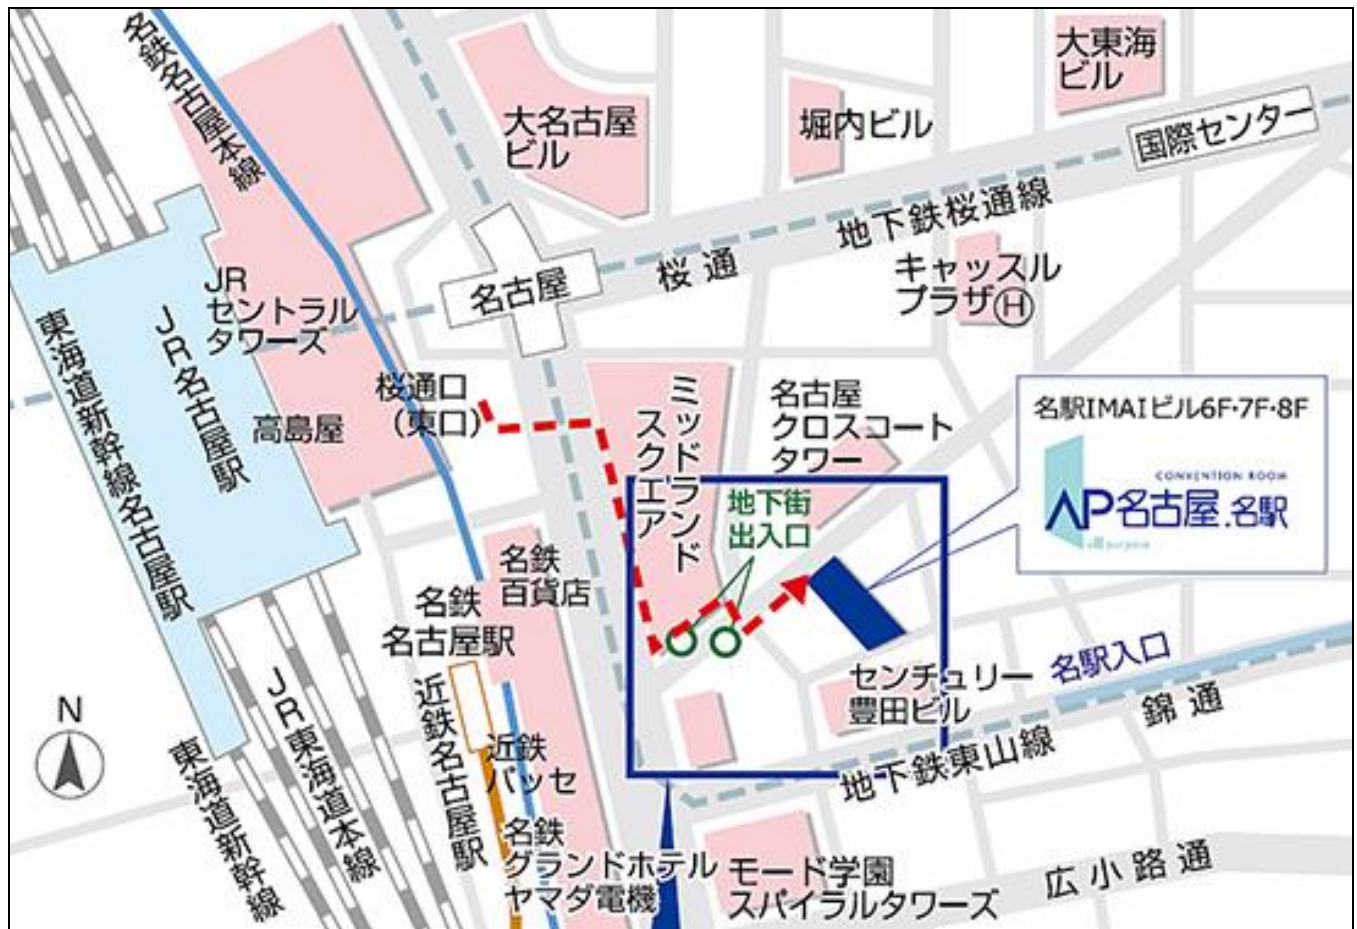 名鉄名古屋本線
大名古屋
ビル
堀内ビル
大東海
ビル
国際センター
地下鉄桜通線
桜通
名古屋
キャッスル
プラザⒽ
JR
セントラル
タワーズ
JR名古屋駅
東海道新幹線名古屋駅
高島屋
桜通口
(東口)
ミッドランド
スクエア
名古屋
クロスコート
タワー
名駅IMAIビル6F・7F・8F
CONVENTION ROOM
AP名古屋.名駅
all purpose
地下街
出入口
名鉄
百貨店
名鉄
名古屋駅
センチュリー
豊田ビル
名駅入口
錦通
地下鉄東山線
N
JR東海道本線
東海道新幹線
近鉄名古屋駅
近鉄
パッセ
名鉄
グランドホテル
ヤマダ電機
モード学園
スパイラルタワーズ
広小路通